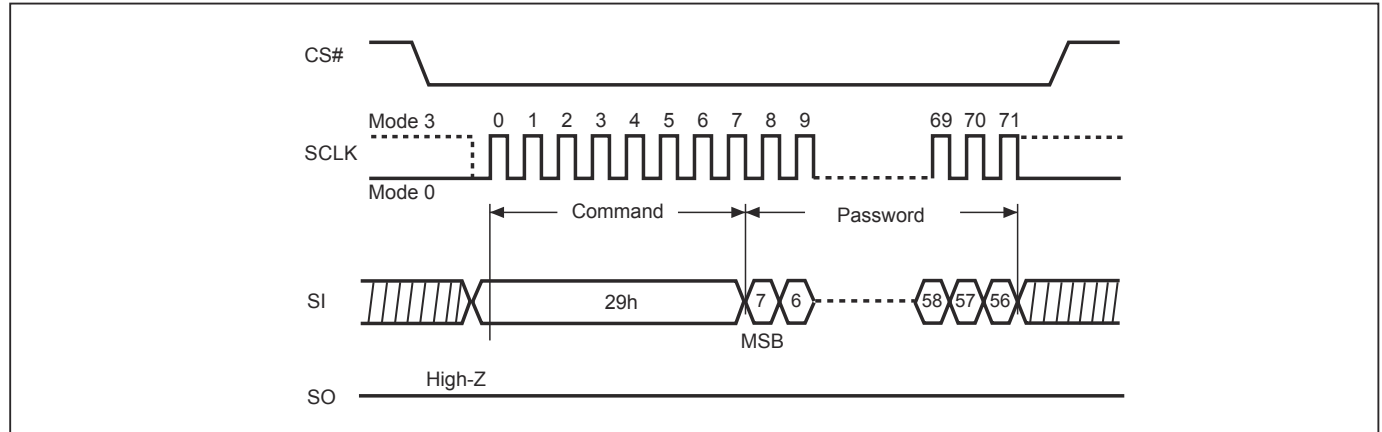 CS#
Mode 3 0 1 2 3 4 5 6 7 8 9 69 70 71
SCLK
Mode 0
Command Password
SI 29h 7 6 58 57 56
MSB
High-Z
SO